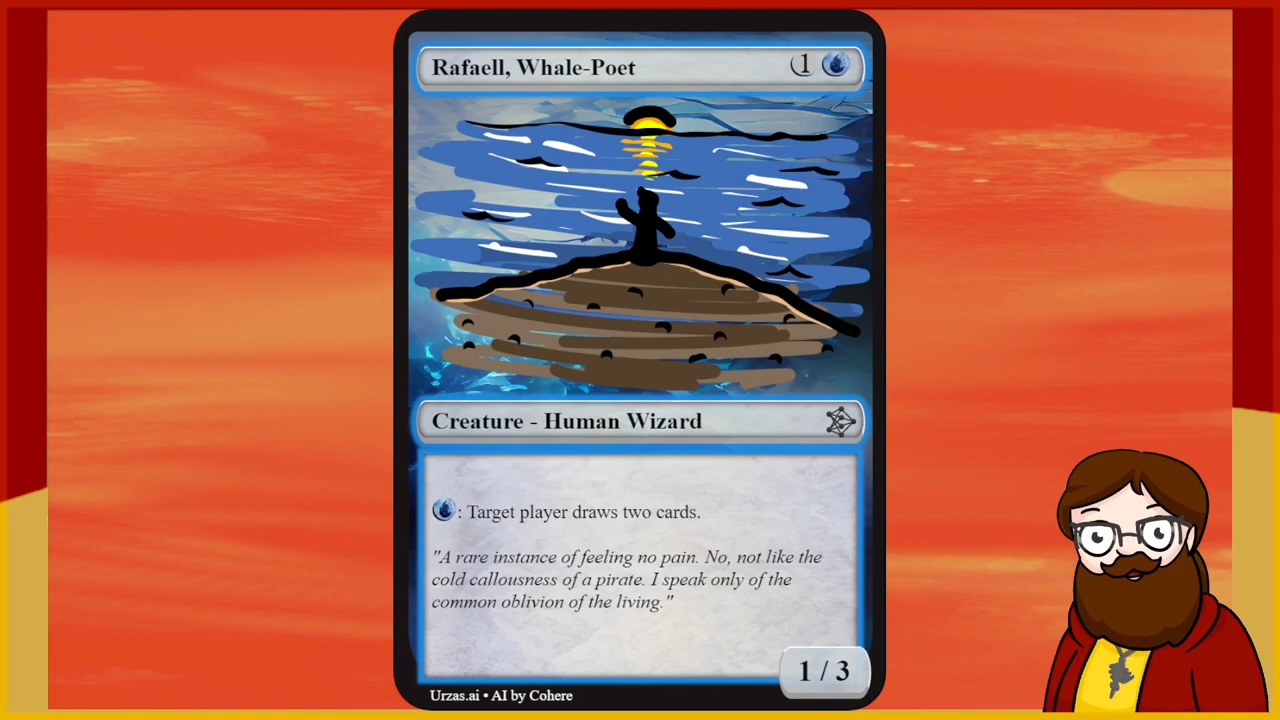 Rafaell, Whale-Poet 1
Creature - Human Wizard
: Target player draws two cards.
"A rare instance of feeling no pain. No, not like the
cold callousness of a pirate. I speak only of the
common oblivion of the living."
1 / 3
Urzas.ai • AI by Cohere